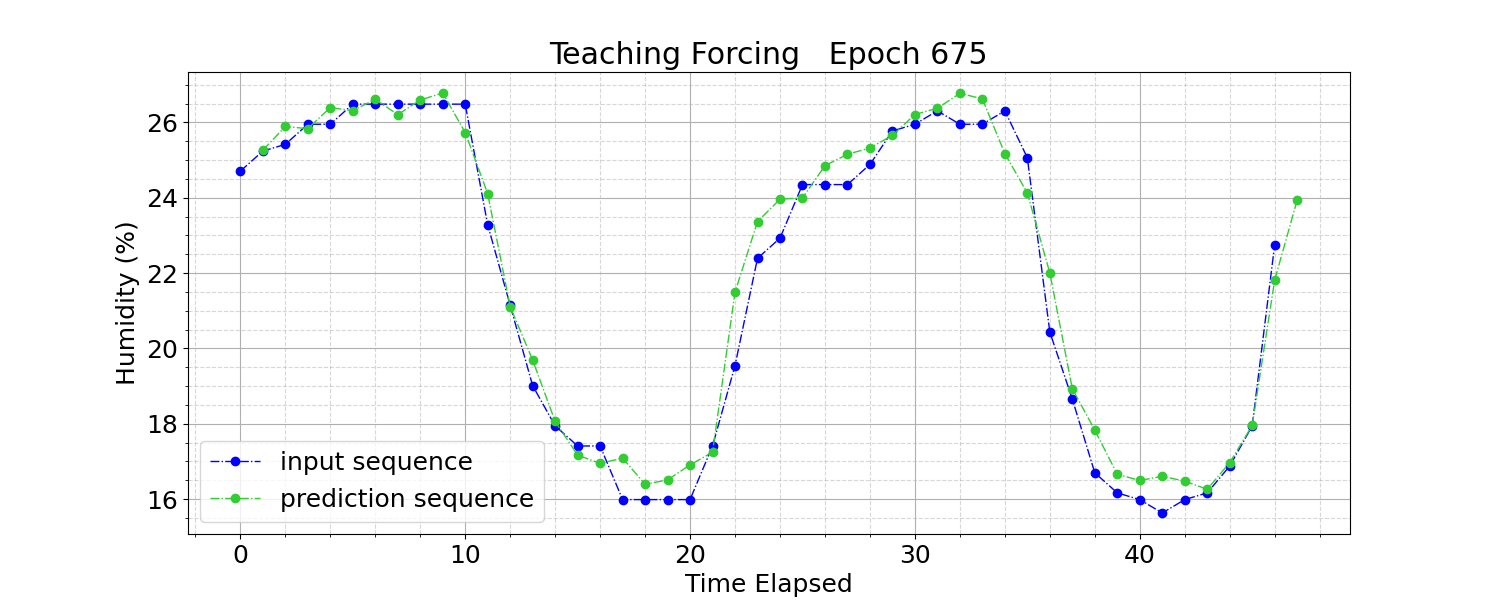 Teaching Forcing   Epoch 675
Humidity (%)
26
24
22
20
18
16
input sequence
prediction sequence
0 10 20 30 40
Time Elapsed